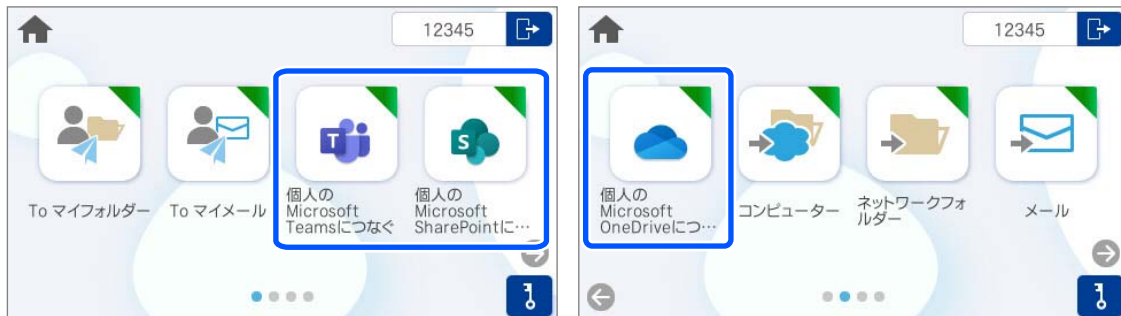 12345
To マイフォルダー
To マイメール
T
個人の
Microsoft
Teamsにつなぐ
S
個人の
Microsoft
SharePointに…
12345
個人の
Microsoft
OneDriveにつ…
コンピューター
ネットワークフォ
ルダー
メール